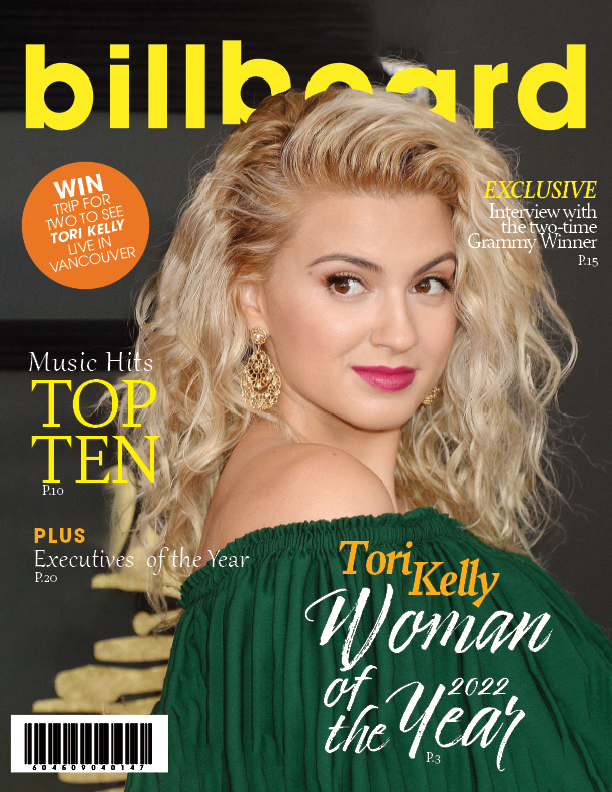 billboard
WIN
TRIP FOR
TWO TO SEE
TORI KELLY
LIVE IN
VANCOUVER
EXCLUSIVE
Interview with
the two-time
Grammy Winner
P.15
Music Hits
TOP
TEN
P.10
PLUS
Executives of the Year
P.20
Tori Kelly
Woman
of 2022
the Year
P.3
604609040147